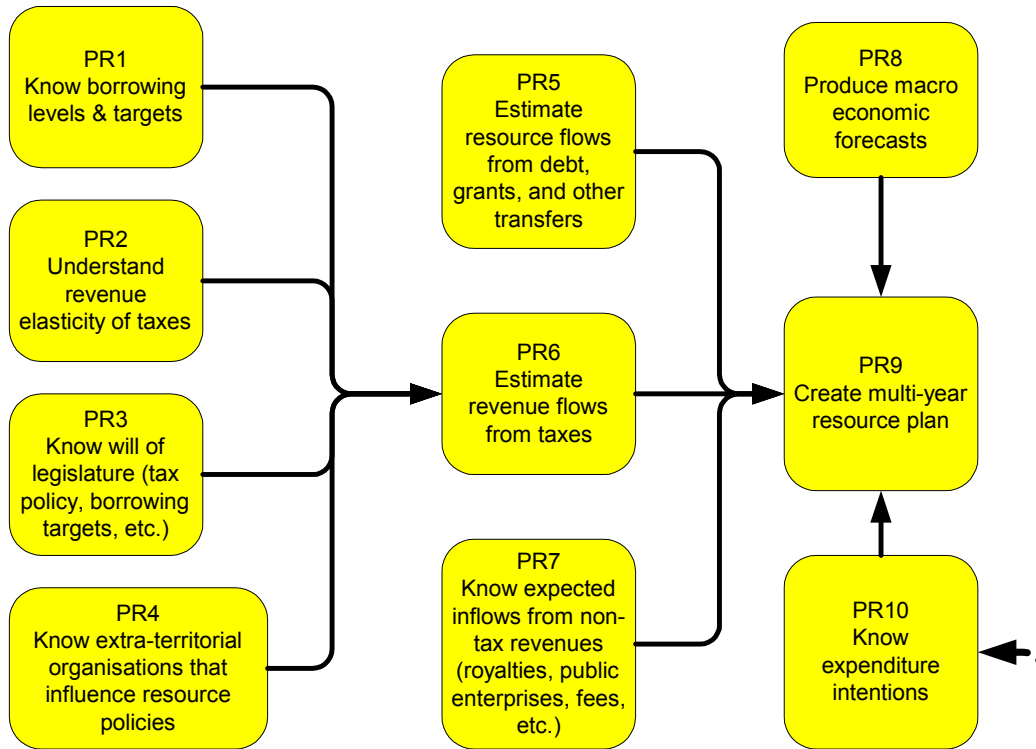 PR1
Know borrowing
levels & targets
PR2
Understand
revenue
elasticity of taxes
PR3
Know will of
legislature (tax
policy, borrowing
targets, etc.)
PR4
Know extra-territorial
organisations that
influence resource
policies
PR5
Estimate
resource flows
from debt,
grants, and other
transfers
PR6
Estimate
revenue flows
from taxes
PR7
Know expected
inflows from non-
tax revenues
(royalties, public
enterprises, fees,
etc.)
PR8
Produce macro
economic
forecasts
PR9
Create multi-year
resource plan
PR10
Know
expenditure
intentions